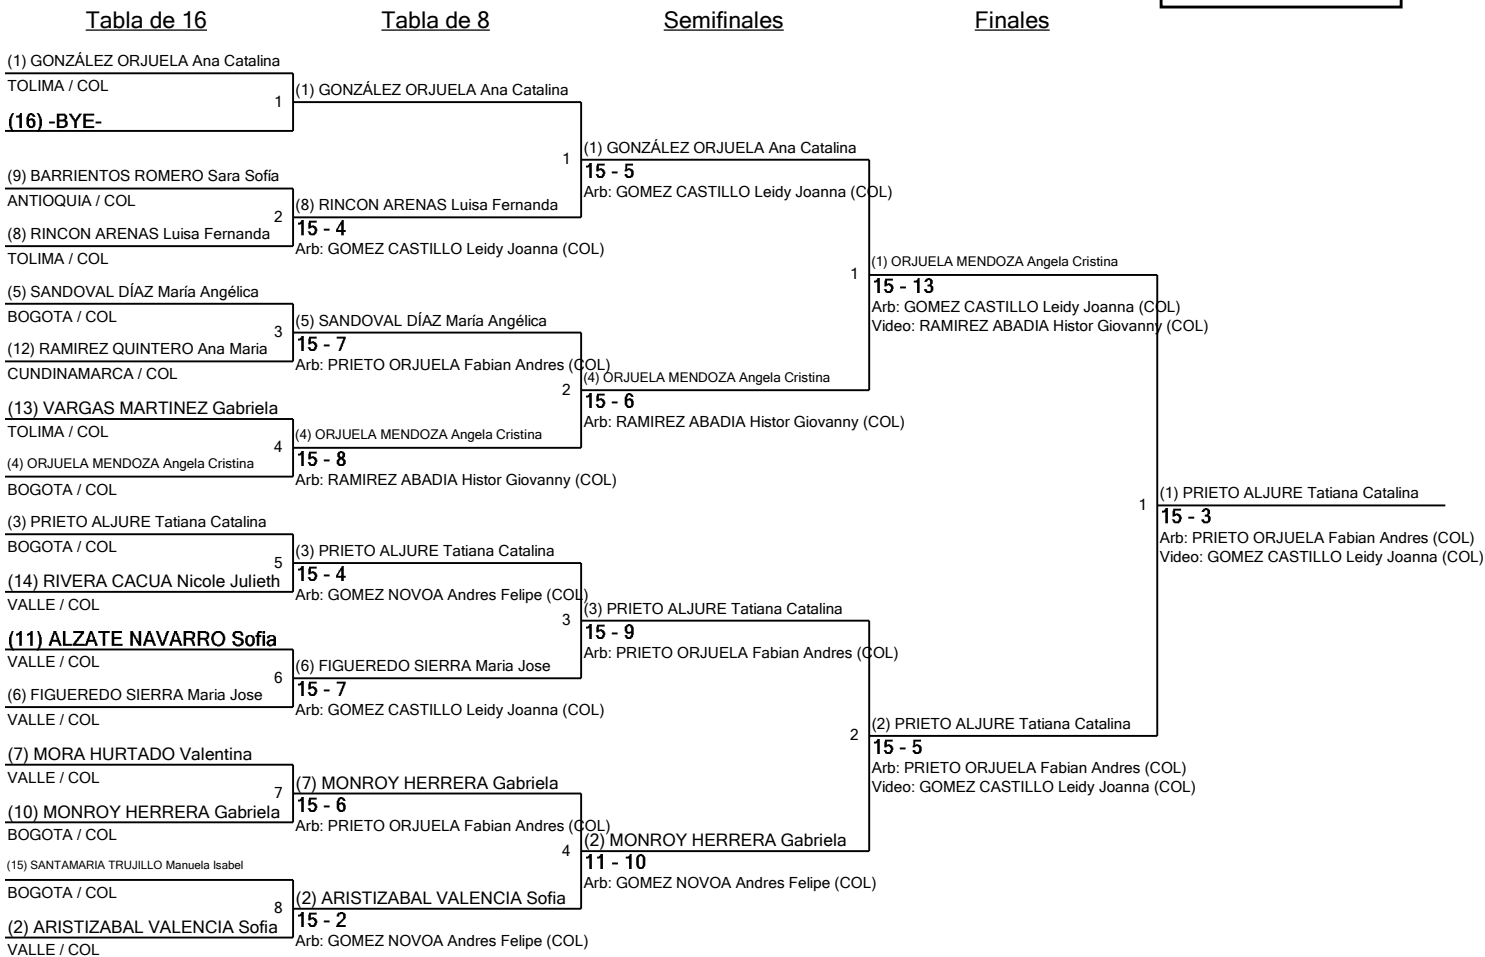 Tabla de 16
Tabla de 8
Semifinales
Finales
(1) GONZÁLEZ ORJUELA Ana Catalina
TOLIMA / COL
1
(16) -BYE-
(9) BARRIENTOS ROMERO Sara Sofía
ANTIOQUIA / COL
2
(8) RINCON ARENAS Luisa Fernanda
TOLIMA / COL
(5) SANDOVAL DÍAZ María Angélica
BOGOTA / COL
3
(12) RAMIREZ QUINTERO Ana Maria
CUNDINAMARCA / COL
(13) VARGAS MARTINEZ Gabriela
TOLIMA / COL
4
(4) ORJUELA MENDOZA Angela Cristina
BOGOTA / COL
(3) PRIETO ALJURE Tatiana Catalina
BOGOTA / COL
5
(14) RIVERA CACUA Nicole Julieth
VALLE / COL
(11) ALZATE NAVARRO Sofia
VALLE / COL
6
(6) FIGUEREDO SIERRA Maria Jose
VALLE / COL
(7) MORA HURTADO Valentina
VALLE / COL
7
(10) MONROY HERRERA Gabriela
BOGOTA / COL
(15) SANTAMARIA TRUJILLO Manuela Isabel
BOGOTA / COL
8
(2) ARISTIZABAL VALENCIA Sofia
VALLE / COL
(1) GONZÁLEZ ORJUELA Ana Catalina
1
(8) RINCON ARENAS Luisa Fernanda
15 - 4
Arb: GOMEZ CASTILLO Leidy Joanna (COL)
(5) SANDOVAL DÍAZ María Angélica
15 - 7
Arb: PRIETO ORJUELA Fabian Andres (COL)
2
(4) ORJUELA MENDOZA Angela Cristina
15 - 8
Arb: RAMIREZ ABADIA Histor Giovanny (COL)
(3) PRIETO ALJURE Tatiana Catalina
15 - 4
Arb: GOMEZ NOVOA Andres Felipe (COL)
3
(6) FIGUEREDO SIERRA Maria Jose
15 - 7
Arb: GOMEZ CASTILLO Leidy Joanna (COL)
(7) MONROY HERRERA Gabriela
15 - 6
Arb: PRIETO ORJUELA Fabian Andres (COL)
4
(2) ARISTIZABAL VALENCIA Sofia
15 - 2
Arb: GOMEZ NOVOA Andres Felipe (COL)
(1) GONZÁLEZ ORJUELA Ana Catalina
15 - 5
Arb: GOMEZ CASTILLO Leidy Joanna (COL)
1
(4) ORJUELA MENDOZA Angela Cristina
15 - 6
Arb: RAMIREZ ABADIA Histor Giovanny (COL)
(3) PRIETO ALJURE Tatiana Catalina
15 - 9
Arb: PRIETO ORJUELA Fabian Andres (COL)
2
(2) MONROY HERRERA Gabriela
11 - 10
Arb: GOMEZ NOVOA Andres Felipe (COL)
(1) ORJUELA MENDOZA Angela Cristina
15 - 13
Arb: GOMEZ CASTILLO Leidy Joanna (COL)
Video: RAMIREZ ABADIA Histor Giovanny (COL)
1
(2) PRIETO ALJURE Tatiana Catalina
15 - 5
Arb: PRIETO ORJUELA Fabian Andres (COL)
Video: GOMEZ CASTILLO Leidy Joanna (COL)
(1) PRIETO ALJURE Tatiana Catalina
15 - 3
Arb: PRIETO ORJUELA Fabian Andres (COL)
Video: GOMEZ CASTILLO Leidy Joanna (COL)